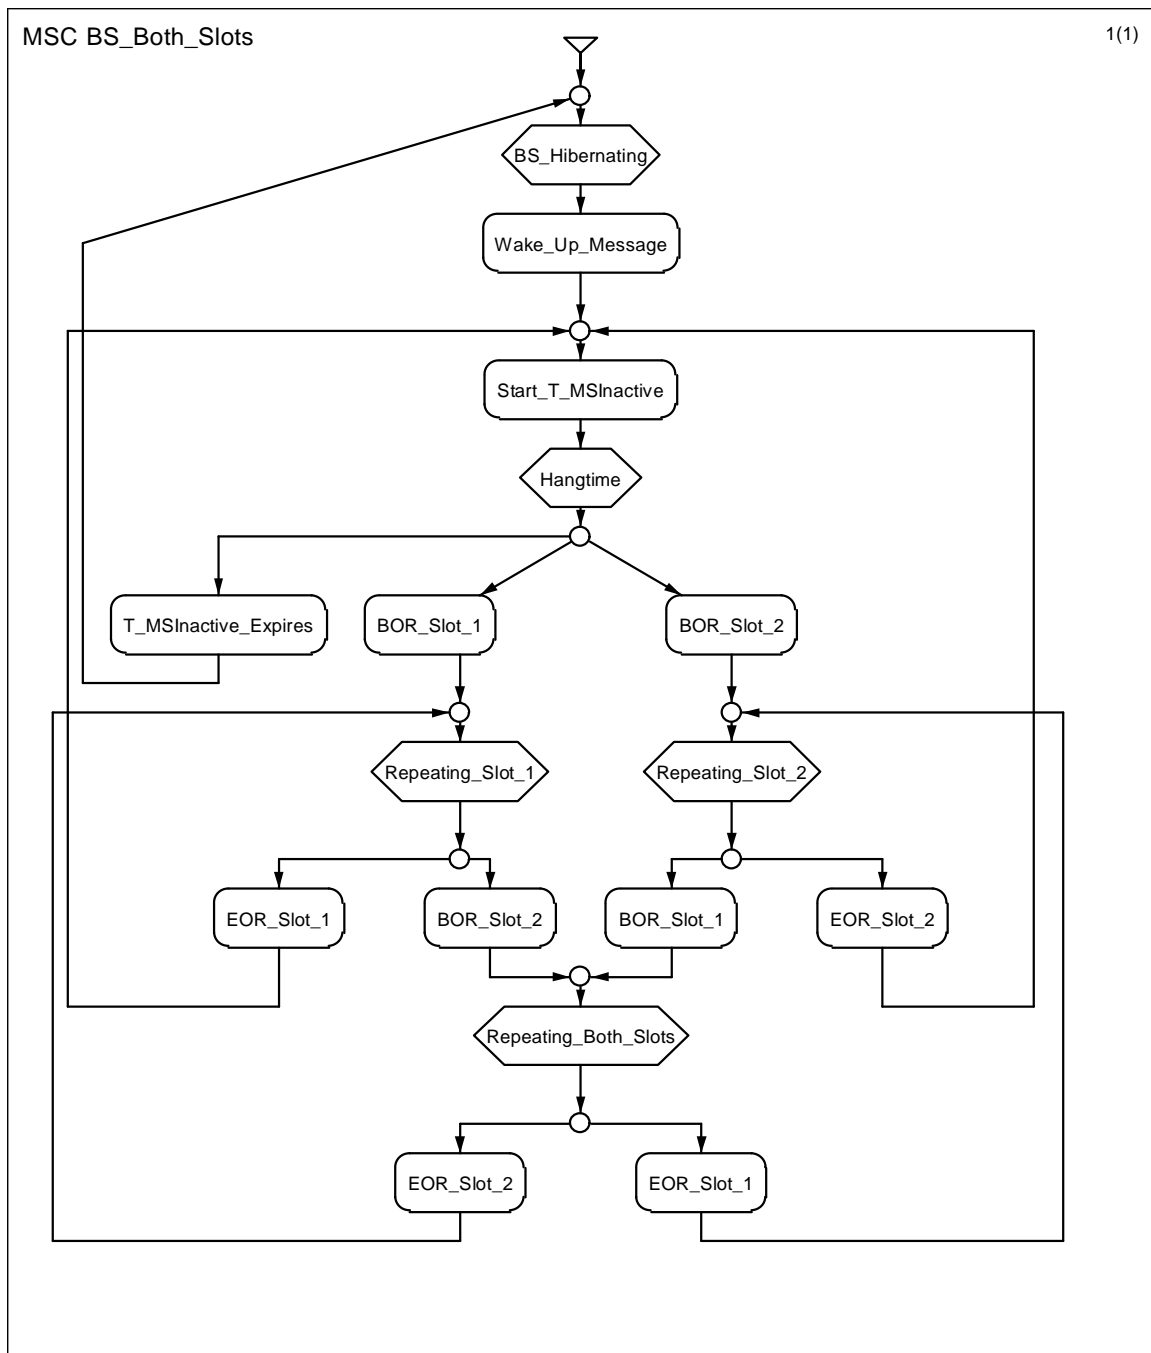 MSC BS_Both_Slots
1(1)
BS_Hibernating
Wake_Up_Message
Start_T_MSInactive
Hangtime
T_MSInactive_Expires
BOR_Slot_1
BOR_Slot_2
Repeating_Slot_1
Repeating_Slot_2
EOR_Slot_1
BOR_Slot_2
BOR_Slot_1
EOR_Slot_2
Repeating_Both_Slots
EOR_Slot_2
EOR_Slot_1